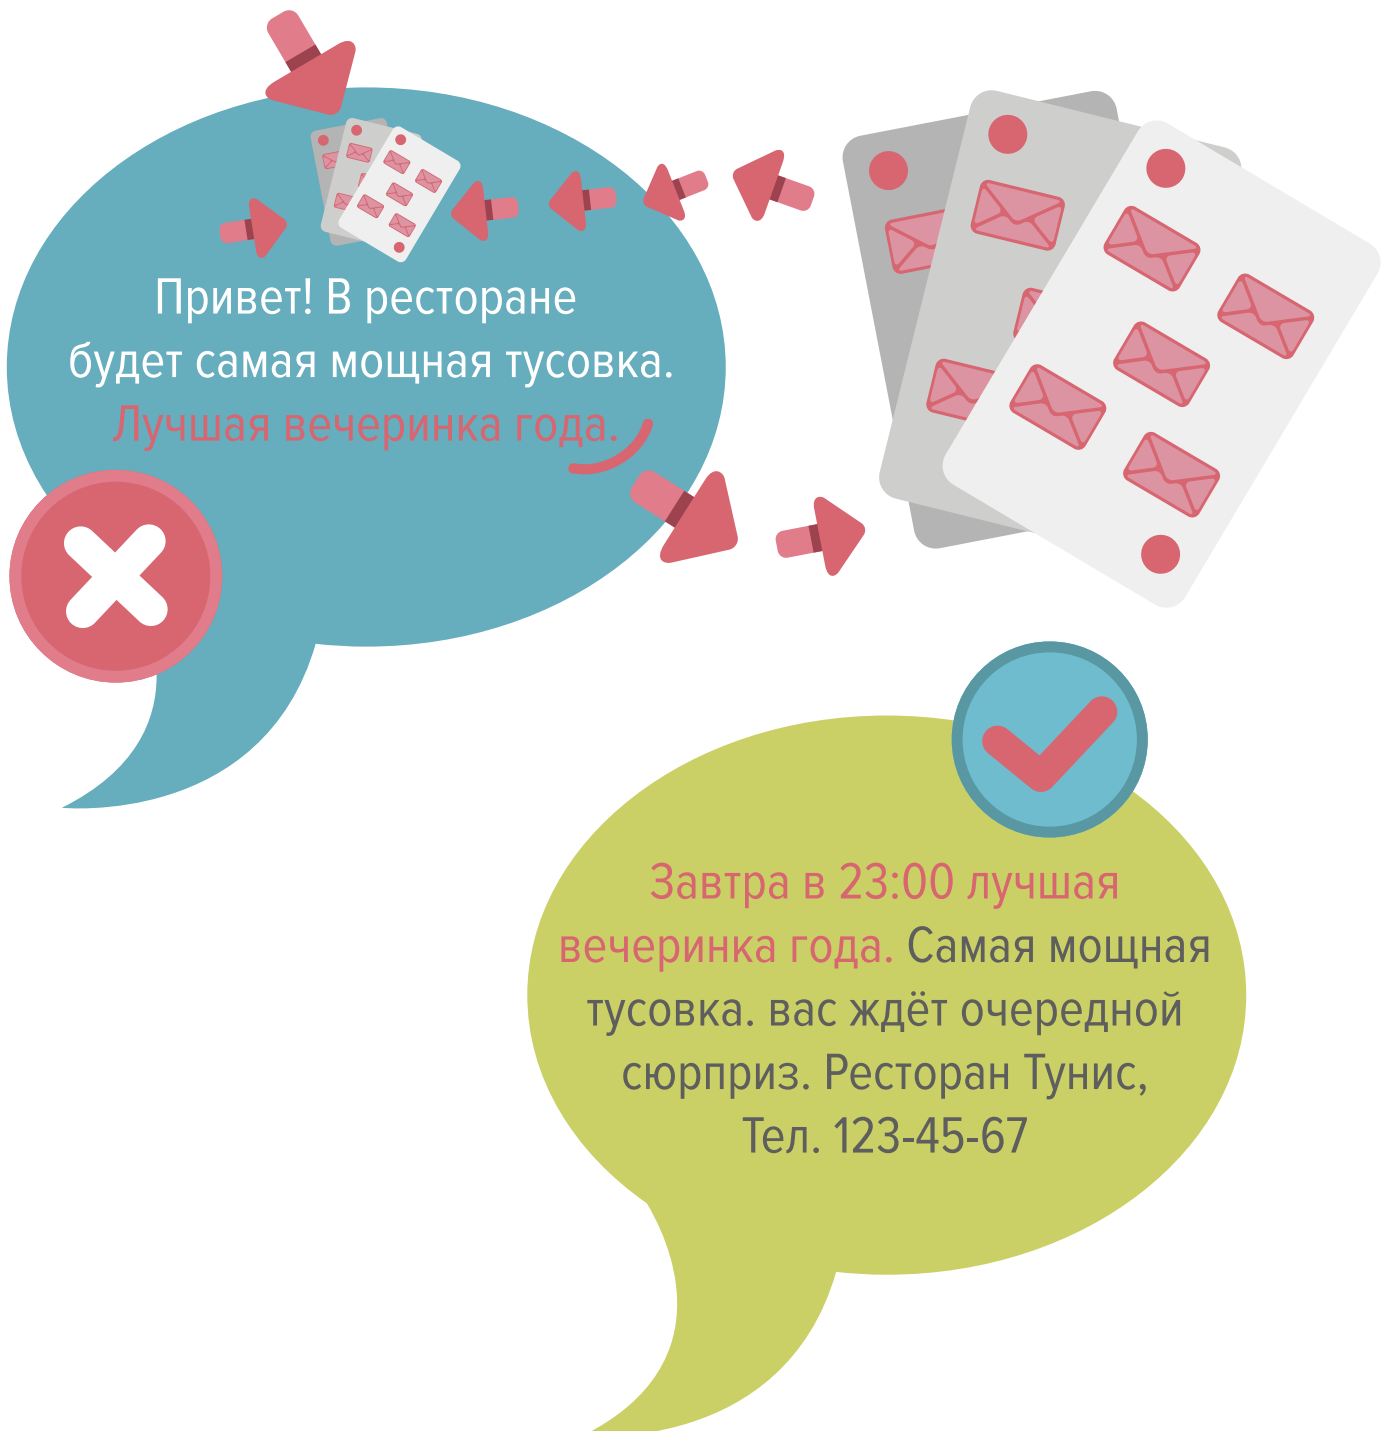 Привет! В ресторане
будет самая мощная тусовка.
Лучшая вечеринка года.
Завтра в 23:00 лучшая
вечеринка года. Самая мощная
тусовка. вас ждёт очередной
сюрприз. Ресторан Тунис,
Тел. 123-45-67